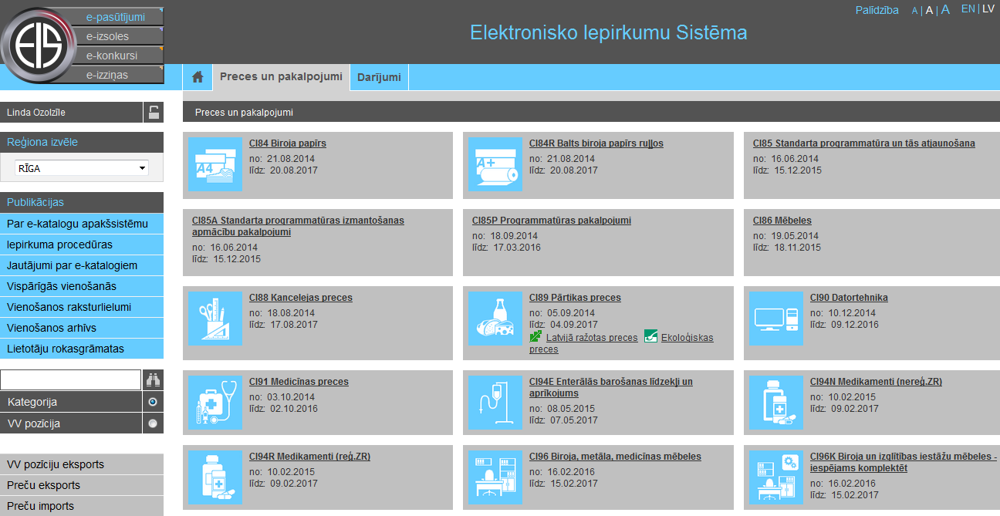 EIS
e-pasūtījumi
e-izsoles
e-konkursi
e-izziņas
Palīdzība A | A | A EN | LV
Elektronisko Iepirkumu Sistēma
Preces un pakalpojumi Darījumi
Linda Ozolzīle
Reģiona izvēle
RĪGA
Publikācijas
Par e-katalogu apakšsistēmu
Iepirkuma procedūras
Jautājumi par e-katalogiem
Vispārīgās vienošanās
Vienošanos raksturlielumi
Vienošanos arhīvs
Lietotāju rokasgrāmatas
Kategorija
VV pozīcija
VV pozīciju eksports
Preču eksports
Preču imports
Preces un pakalpojumi
A4
CI84 Biroja papīrs
no: 21.08.2014
līdz: 20.08.2017
A+
CI84R Balts biroja papīrs ruļļos
no: 21.08.2014
līdz: 20.08.2017
CI85 Standarta programmatūra un tās atjaunošana
no: 16.06.2014
līdz: 15.12.2015
CI85A Standarta programmatūras izmantošanas
apmācību pakalpojumi
no: 16.06.2014
līdz: 15.12.2015
CI85P Programmatūras pakalpojumi
no: 18.09.2014
līdz: 17.03.2016
CI86 Mēbeles
no: 19.05.2014
līdz: 18.11.2015
CI88 Kancelejas preces
no: 18.08.2014
līdz: 17.08.2017
CI89 Pārtikas preces
no: 05.09.2014
līdz: 04.09.2017
Latvijā ražotas preces Ekoloģiskas
preces
CI90 Datortehnika
no: 10.12.2014
līdz: 09.12.2016
CI91 Medicīnas preces
no: 03.10.2014
līdz: 02.10.2016
CI94E Enterālās barošanas līdzekļi un
aprīkojums
no: 08.05.2015
līdz: 07.05.2017
CI94N Medikamenti (nereģ.ZR)
no: 10.02.2015
līdz: 09.02.2017
CI94R Medikamenti (reģ.ZR)
no: 10.02.2015
līdz: 09.02.2017
CI96 Biroja, metāla, medicīnas mēbeles
no: 16.02.2016
līdz: 15.02.2017
CI96K Biroja un izglītības iestāžu mēbeles -
iespējams komplektēt
no: 16.02.2016
līdz: 15.02.2017